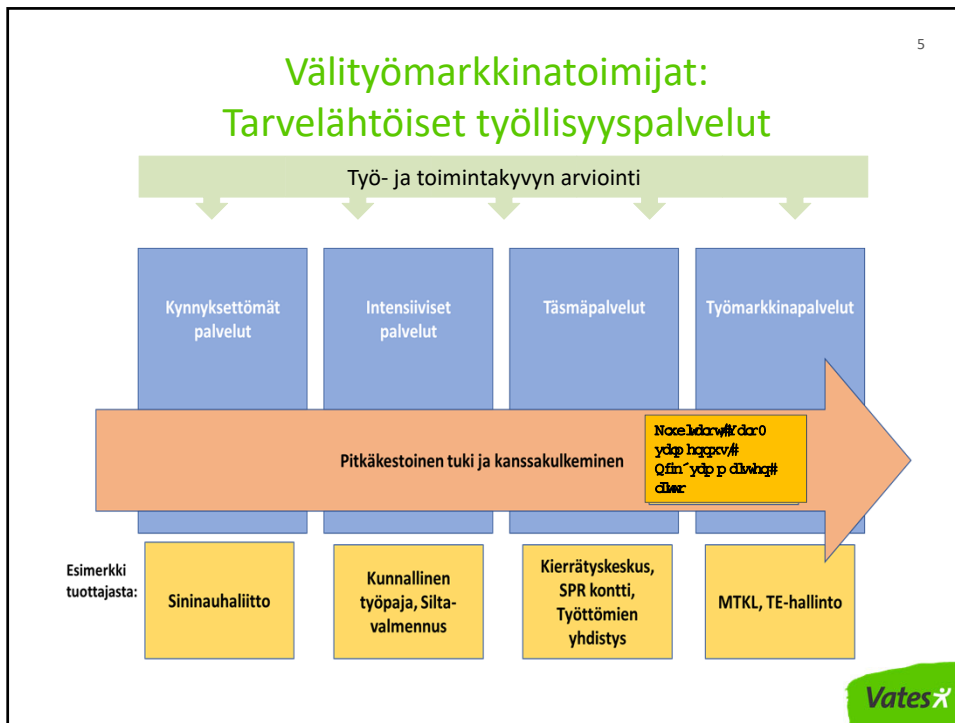 5
Välityömarkkinatoimijat:
Tarvelähtöiset työllisyyspalvelut
Työ- ja toimintakyvyn arviointi
Kynnyksettömät
palvelut
Intensiiviset
palvelut
Täsmäpalvelut
Työmarkkinapalvelut
Pitkäkestoinen tuki ja kanssakulkeminen
Esimerkki
tuottajasta:
Sininauhaliitto
Kunnallinen
työpaja, Silta-
valmennus
Kierrätyskeskus,
SPR kontti,
Työttömien
yhdistys
MTKL, TE-hallinto
Vates